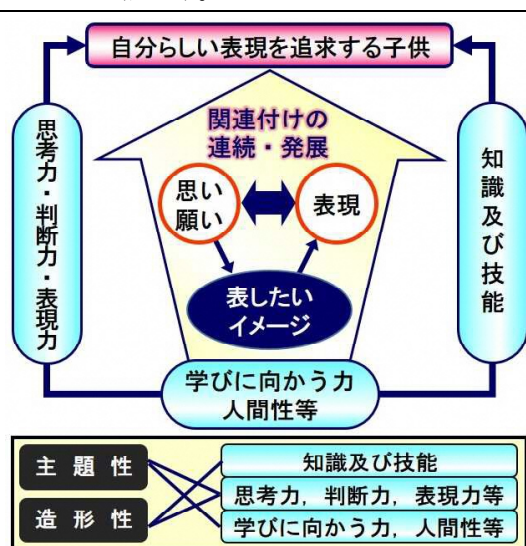 自分らしい表現を追求する子供
関連付けの
連続・発展
思い
願い
表現
表したい
イメージ
思考力・判断力・表現力
知識及び技能
学びに向かう力
人間性等
主題性
造形性
知識及び技能
思考力，判断力，表現力等
学びに向かう力，人間性等